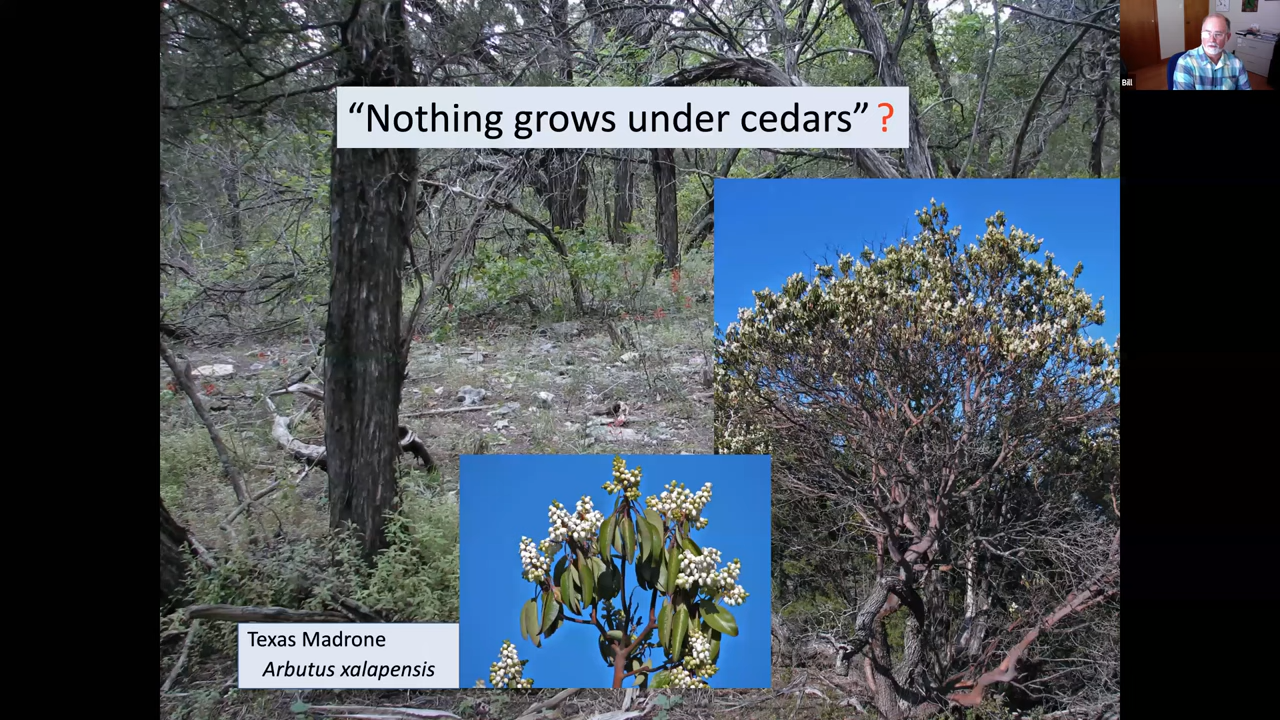 “Nothing grows under cedars” ?
Bill
Texas Madrone
Arbutus xalapensis